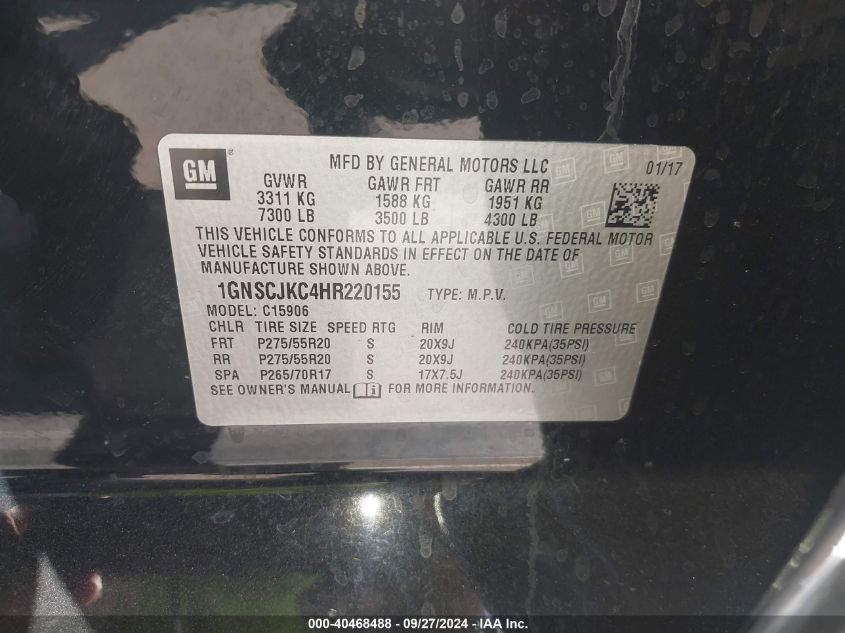 GM ®
MFD BY GENERAL MOTORS LLC 01/17
GVWR GAWR FRT GAWR RR
3311 KG 1588 KG 1951 KG
7300 LB 3500 LB 4300 LB
THIS VEHICLE CONFORMS TO ALL APPLICABLE U.S. FEDERAL MOTOR
VEHICLE SAFETY STANDARDS IN EFFECT ON THE DATE OF
MANUFACTURE SHOWN ABOVE.
1GNSCJKC4HR220155 TYPE: M.P.V.
MODEL: C15906
CHLR TIRE SIZE SPEED RTG RIM COLD TIRE PRESSURE
FRT P275/55R20 S 20X9J 240KPA(35PSI)
RR P275/55R20 S 20X9J 240KPA(35PSI)
SPA P265/70R17 S 17X7.5J 240KPA(35PSI)
SEE OWNER'S MANUAL i FOR MORE INFORMATION.
000-40468488 - 09/27/2024 - IAA Inc.